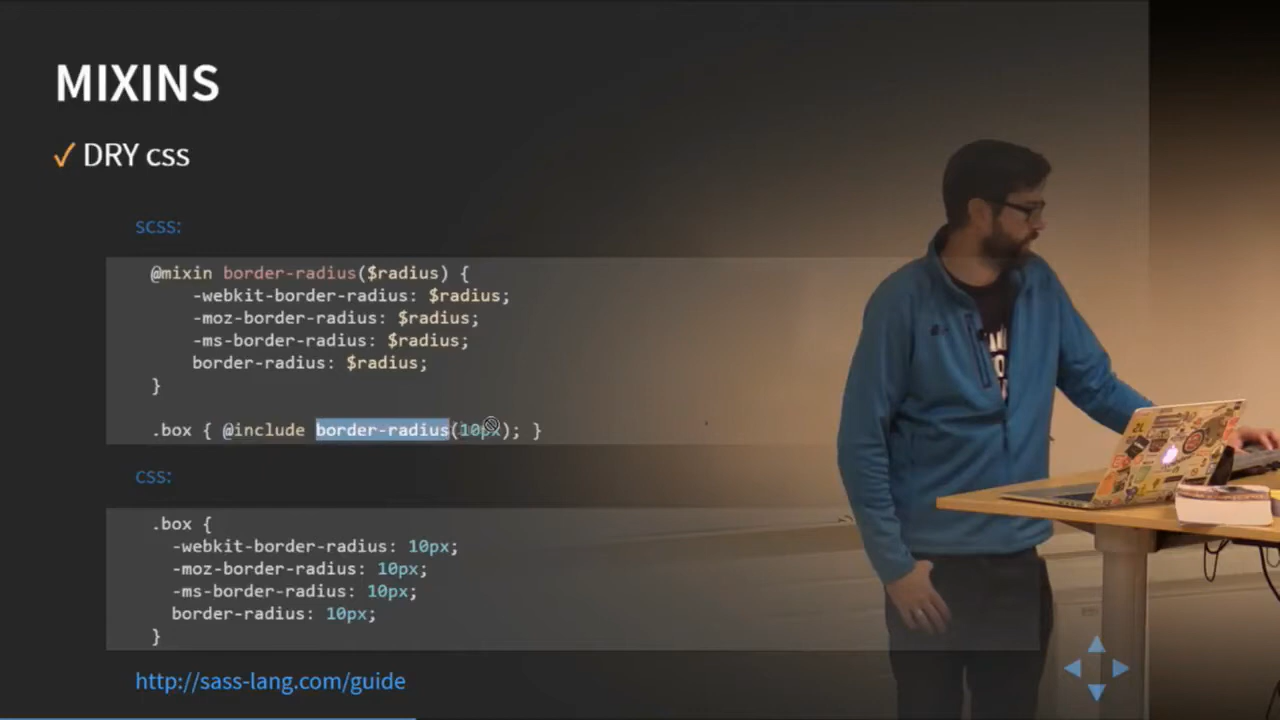 MIXINS
✓ DRY css
scss:
@mixin border-radius($radius) {
    -webkit-border-radius: $radius;
    -moz-border-radius: $radius;
    -ms-border-radius: $radius;
    border-radius: $radius;
}
.box { @include border-radius(10px); }
css:
.box {
  -webkit-border-radius: 10px;
  -moz-border-radius: 10px;
  -ms-border-radius: 10px;
  border-radius: 10px;
}
http://sass-lang.com/guide